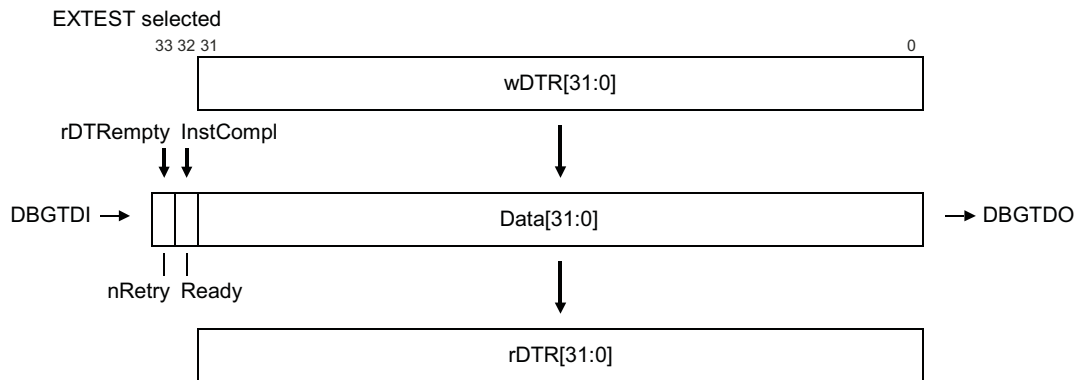 EXTEST selected
33 32 31 0
wDTR[31:0]
rDTRempty InstCompl
DBGTDI Data[31:0] DBGTDO
nRetry Ready
rDTR[31:0]